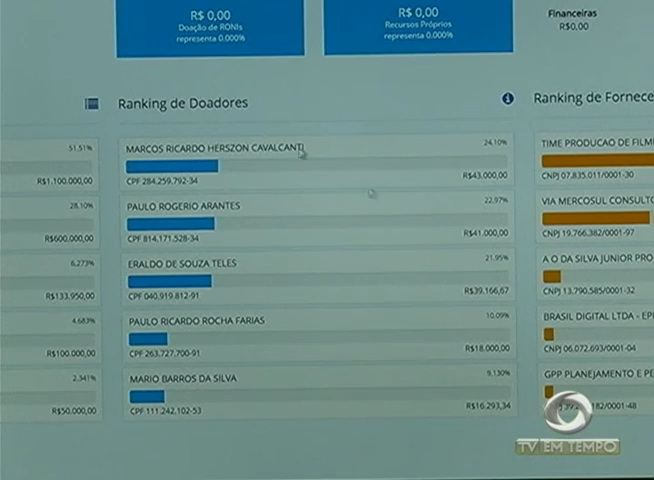 R$ 0,00
Doação de RONIs
representa 0.000%
R$ 0,00
Recursos Próprios
representa 0.000%
Financeiras
R$0,00
Ranking de Doadores
Ranking de Fornece
51.51%
R$1.100.000,00
28.10%
R$600.000,00
6.273%
R$133.950,00
4.683%
R$100.000,00
2.341%
R$50.000,00
MARCOS RICARDO HERSZON CAVALCANTI
24.10%
CPF 284.259.792-34
R$43.000,00
PAULO ROGERIO ARANTES
22.97%
CPF 814.171.528-34
R$41.000,00
ERALDO DE SOUZA TELES
21.95%
CPF 040.919.812-91
R$39.166,67
PAULO RICARDO ROCHA FARIAS
10.09%
CPF 263.727.700-91
R$18.000,00
MARIO BARROS DA SILVA
9.130%
CPF 111.242.102-53
R$16.293,34
TIME PRODUCAO DE FILM
CNPJ 07.835.011/0001-30
VIA MERCOSUL CONSULTO
CNPJ 19.766.382/0001-97
A O DA SILVA JUNIOR PRO
CNPJ 13.790.585/0001-32
BRASIL DIGITAL LTDA - EP
CNPJ 06.072.693/0001-04
GPP PLANEJAMENTO E PE
182/0001-48
TV EM TEMPO